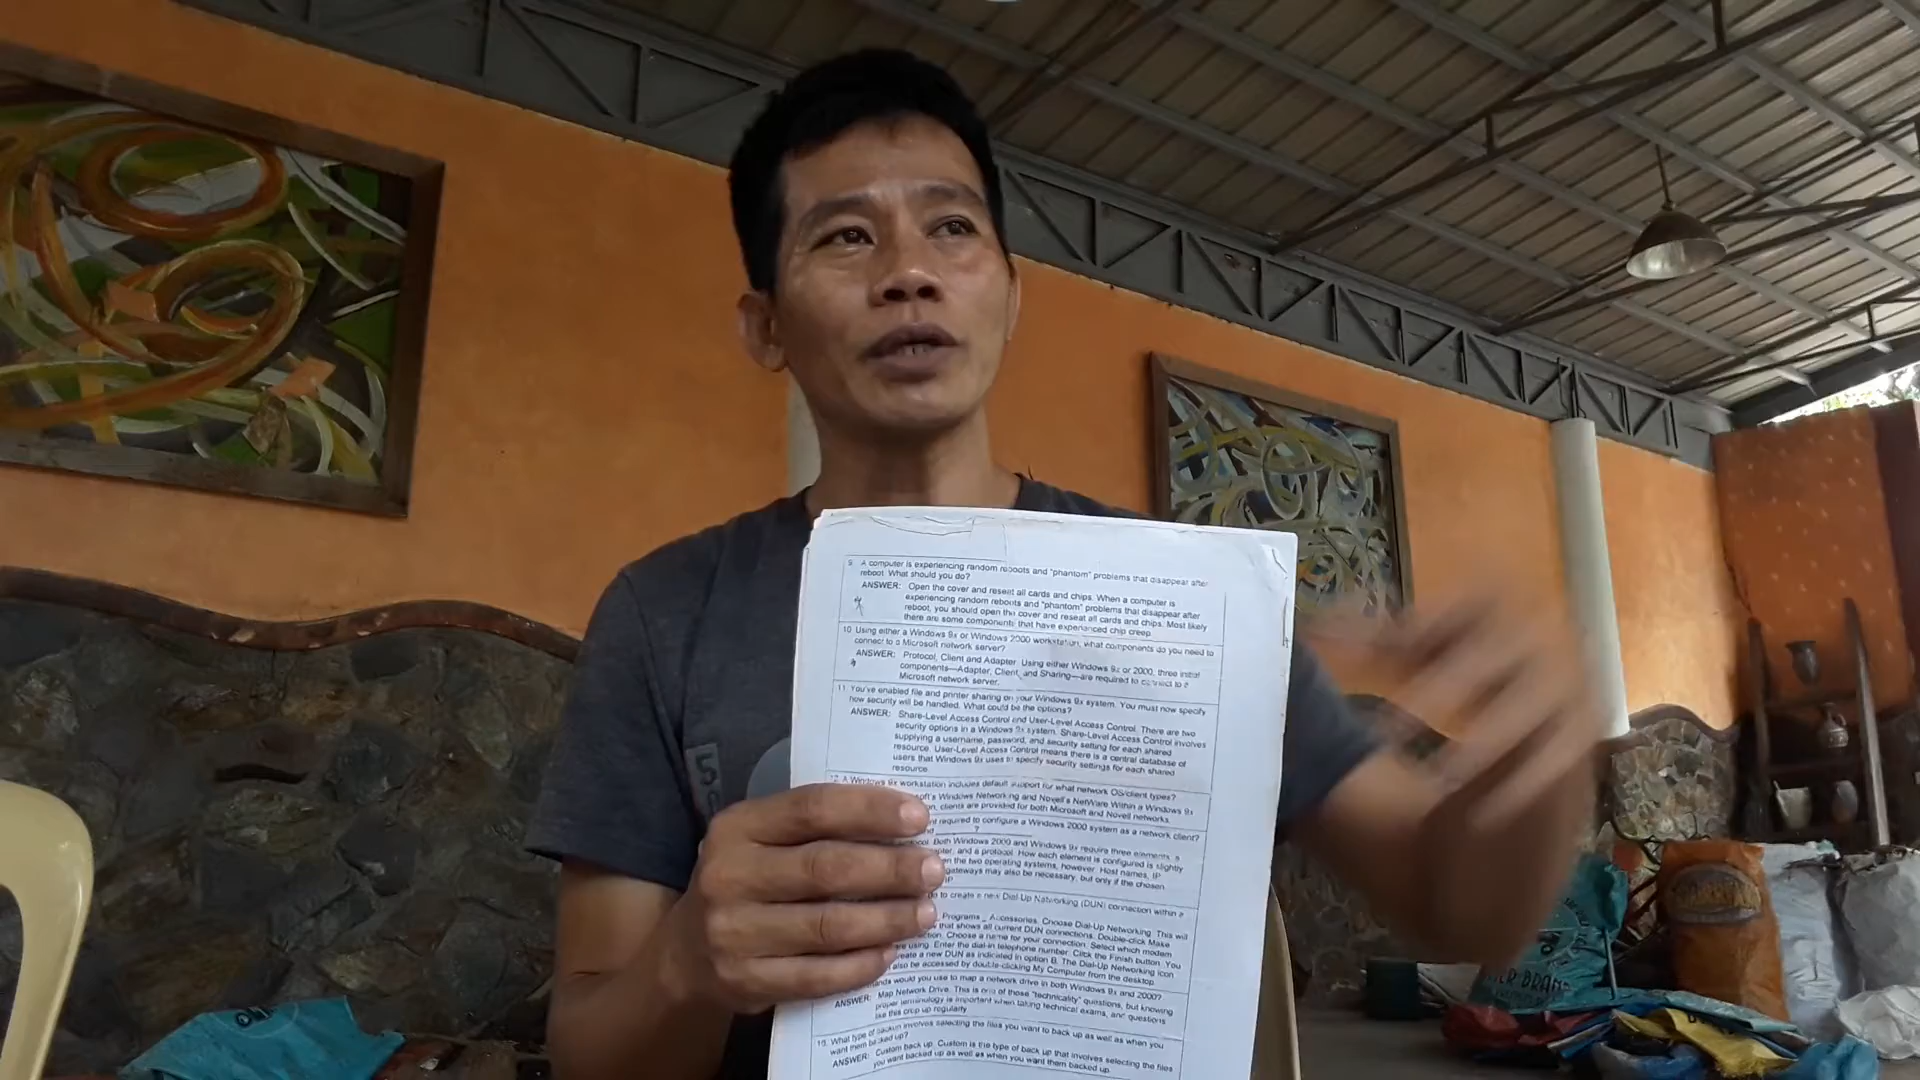 9 A computer is experiencing random reboots and "phantom" problems that disappear after
reboot. What should you do?
ANSWER: Open the cover and reseat all cards and chips. When a computer is
experiencing random reboots and "phantom" problems that disappear after
reboot, you should open the cover and reseat all cards and chips. Most likely
there are some components that have experienced chip creep.
10 Using either a Windows 9x or Windows 2000 workstation, what components do you need to
connect to a Microsoft network server?
ANSWER: Protocol, Client and Adapter. Using either Windows 9x or 2000, three initial
components—Adapter, Client, and Sharing—are required to connect to a
Microsoft network server.
11 You've enabled file and printer sharing on your Windows 9x system. You must now specify
how security will be handled. What could be the options?
ANSWER: Share-Level Access Control and User-Level Access Control. There are two
security options in a Windows 9x system. Share-Level Access Control involves
supplying a username, password, and security setting for each shared
resource. User-Level Access Control means there is a central database of
users that Windows 9x uses to specify security settings for each shared
resource.
12 A Windows 9x workstation includes default support for what network OS/client types?
soft's Windows Networking and Novell's NetWare Within a Windows 9x
on, clients are provided for both Microsoft and Novell networks.
required to configure a Windows 2000 system as a network client?
nd ______ ?
ocol. Both Windows 2000 and Windows 9x require three elements, a
apter, and a protocol. How each element is configured is slightly
en the two operating systems, however. Host names, IP
gateways may also be necessary, but only if the chosen
IP
do to create a new Dial-Up Networking (DUN) connection within a
_ Programs _ Accessories. Choose Dial-Up Networking. This will
that shows all current DUN connections. Double-click Make
ction. Choose a name for your connection. Select which modem
are using. Enter the dial-in telephone number. Click the Finish button. You
create a new DUN as indicated in option B. The Dial-Up Networking icon
also be accessed by double-clicking My Computer from the desktop.
ands would you use to map a network drive in both Windows 9x and 2000?
ANSWER: Map Network Drive. This is one of those "technicality" questions, but knowing
proper terminology is important when taking technical exams, and questions
like this crop up regularly
16. What type of backup involves selecting the files you want to back up as well as when you
want them backed up?
ANSWER: Custom back up. Custom is the type of back up that involves selecting the files
you want backed up as well as when you want them backed up.
5
BRAND